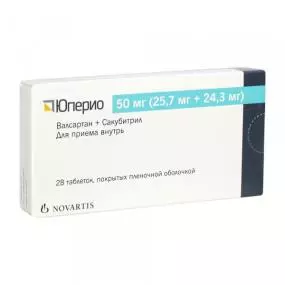 Юперио 50 мг (25,7 мг + 24,3 мг)
Валсартан + Сакубитрил
Для приема внутрь
28 таблеток, покрытых пленочной оболочкой
NOVARTIS